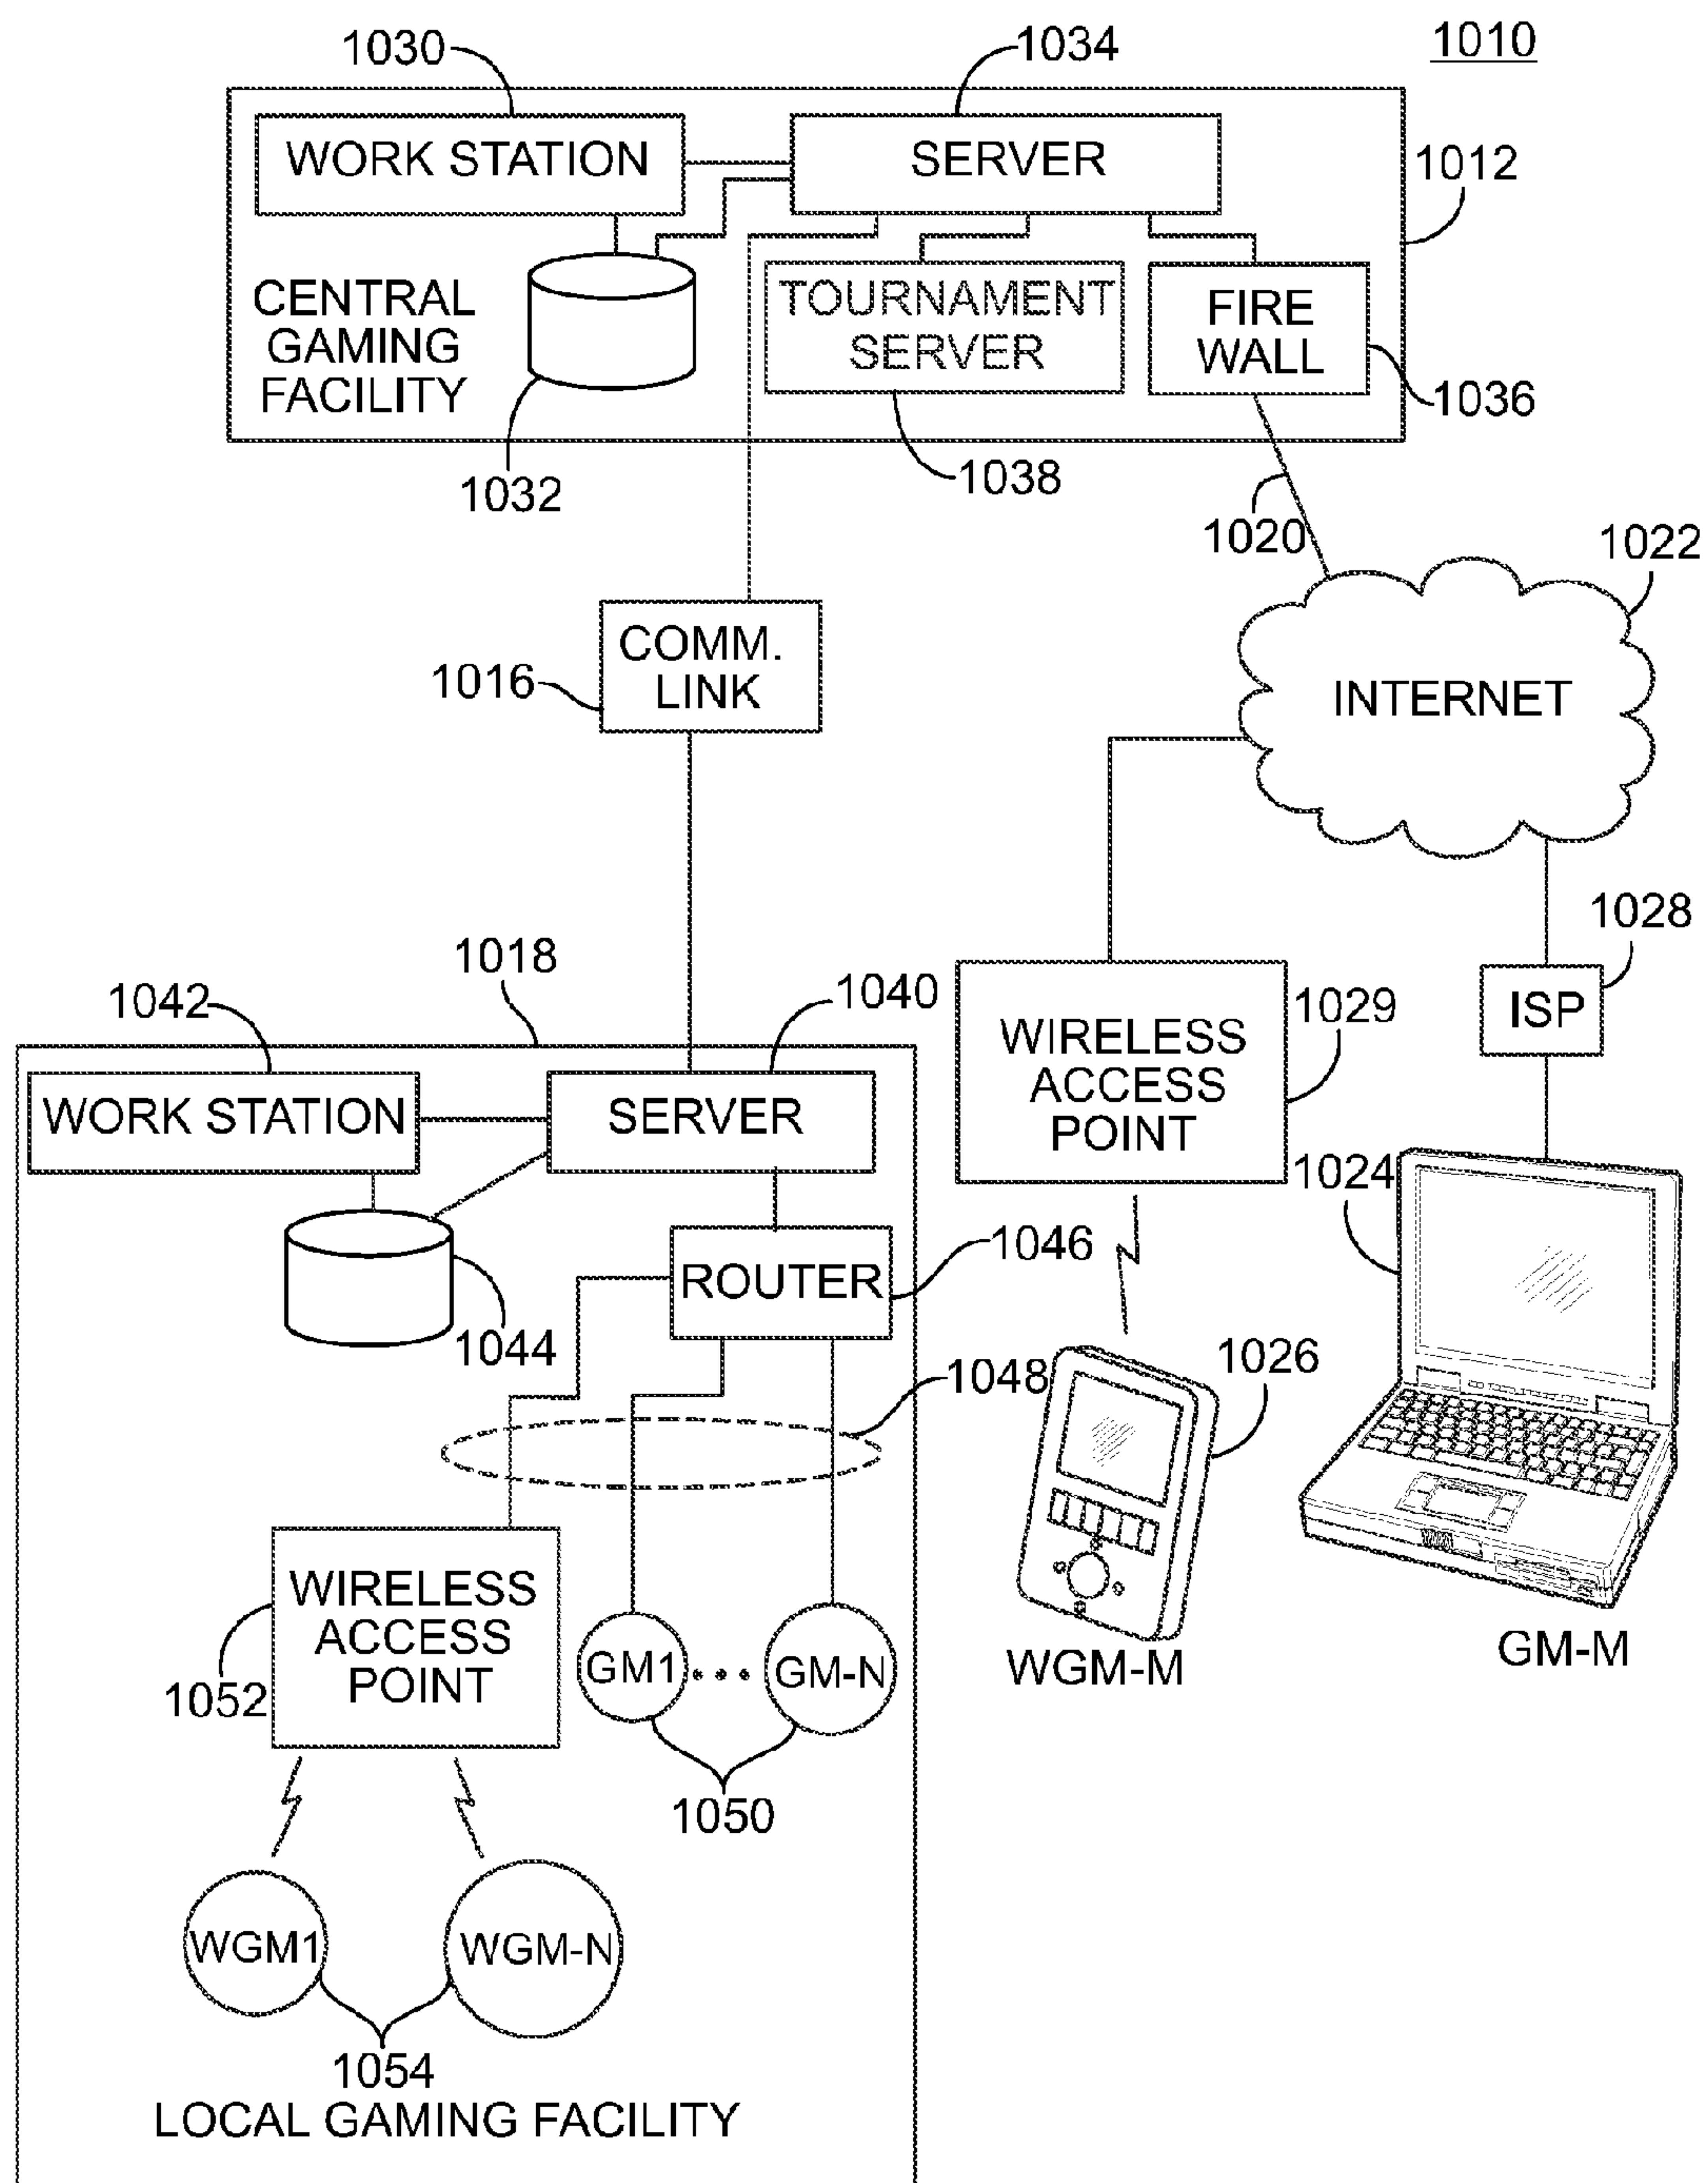 1010
1030
1034
WORK STATION
SERVER
1012
CENTRAL
GAMING
FACILITY
TOURNAMENT
SERVER
FIRE
WALL
1036
1032
1038
1020
1022
COMM.
LINK
1016
INTERNET
1028
ISP
1018
1042
1040
WORK STATION
SERVER
WIRELESS
ACCESS
POINT
1029
1024
1044
ROUTER
1046
1048
1026
WIRELESS
ACCESS
POINT
1052
GM1
...
GM-N
1050
WGM-M
GM-M
WGM1
WGM-N
1054
LOCAL GAMING FACILITY